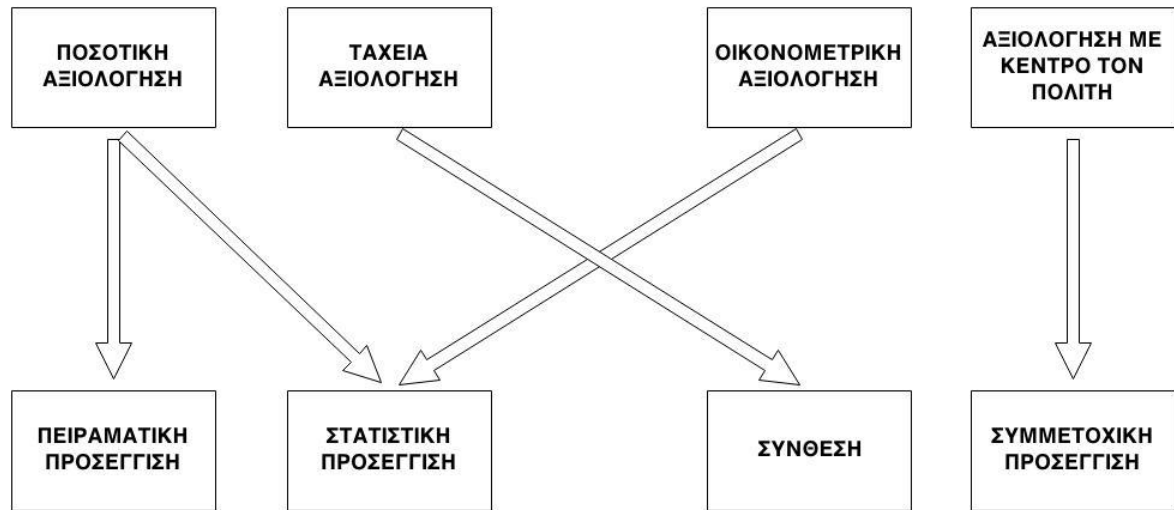 ΠΟΣΟΤΙΚΗ
ΑΞΙΟΛΟΓΗΣΗ
ΤΑΧΕΙΑ
ΑΞΙΟΛΟΓΗΣΗ
ΟΙΚΟΝΟΜΕΤΡΙΚΗ
ΑΞΙΟΛΟΓΗΣΗ
ΑΞΙΟΛΟΓΗΣΗ ΜΕ
ΚΕΝΤΡΟ ΤΟΝ
ΠΟΛΙΤΗ
ΠΕΙΡΑΜΑΤΙΚΗ
ΠΡΟΣΕΓΓΙΣΗ
ΣΤΑΤΙΣΤΙΚΗ
ΠΡΟΣΕΓΓΙΣΗ
ΣΥΝΘΕΣΗ
ΣΥΜΜΕΤΟΧΙΚΗ
ΠΡΟΣΕΓΓΙΣΗ